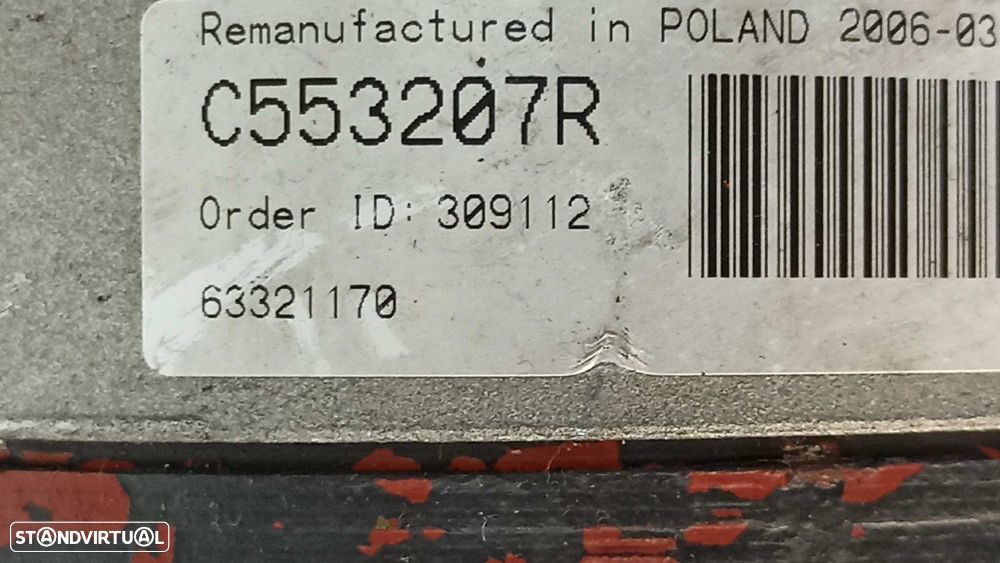 Remanufactured in POLAND 2006-03
C553207R
Order ID: 309112
63321170
STANDVIRTUAL